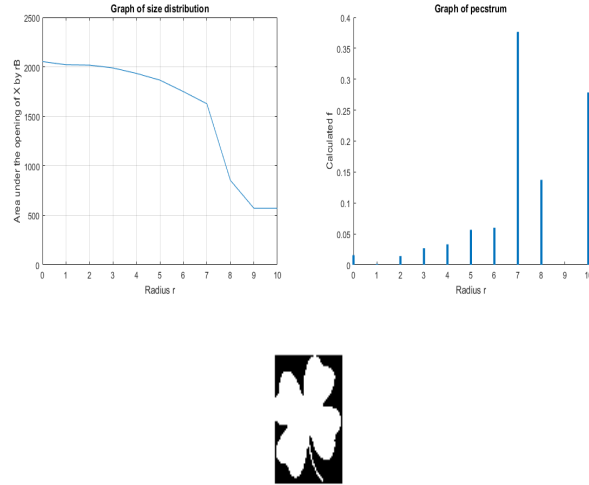 Graph of size distribution
Area under the opening of X by rB
2500
2000
1500
1000
500
0
0 1 2 3 4 5 6 7 8 9 10
Radius r
Graph of pecstrum
Calculated f
0.4
0.35
0.3
0.25
0.2
0.15
0.1
0.05
0
0 1 2 3 4 5 6 7 8 9
Radius r